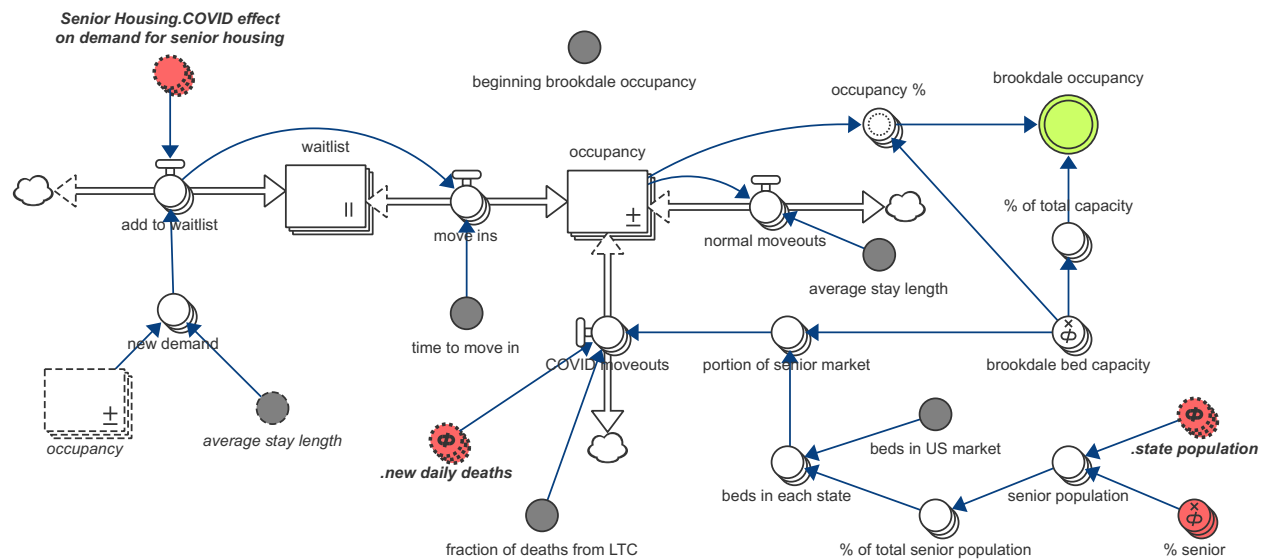 Senior Housing.COVID effect
on demand for senior housing
beginning brookdale occupancy
brookdale occupancy
occupancy %
waitlist
occupancy
% of total capacity
add to waitlist
move ins
normal moveouts
average stay length
new demand
time to move in
COVID moveouts
portion of senior market
brookdale bed capacity
occupancy
average stay length
.new daily deaths
beds in US market
.state population
beds in each state
senior population
fraction of deaths from LTC
% of total senior population
% senior